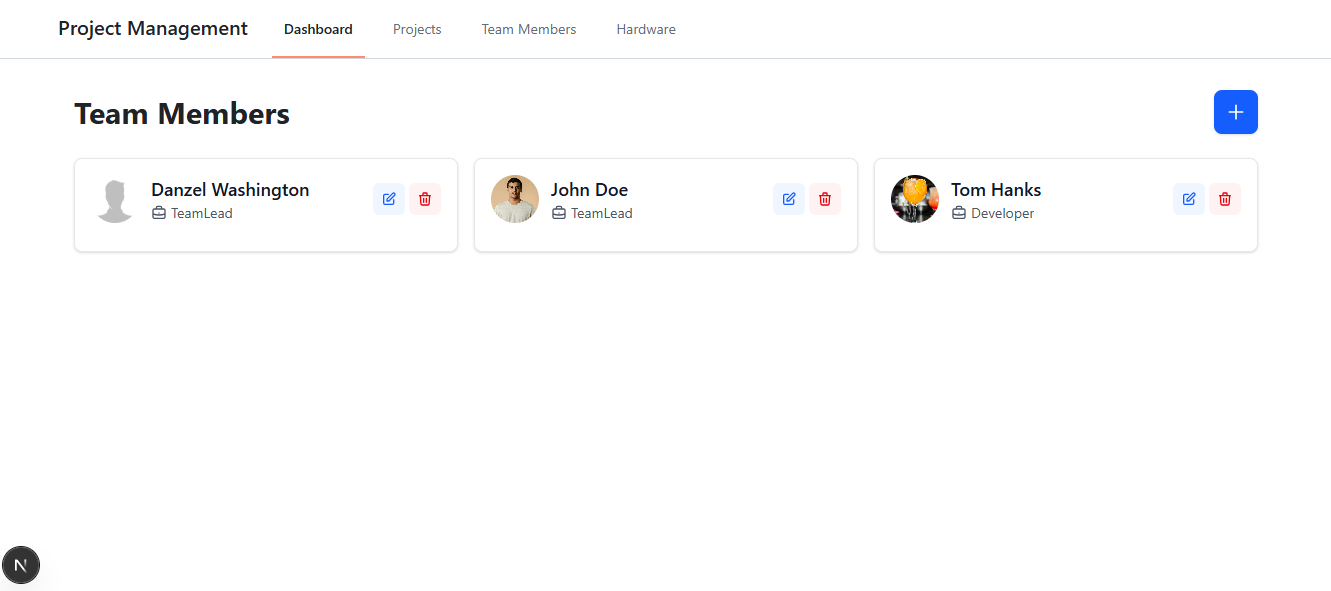 Project Management Dashboard Projects Team Members Hardware
Team Members
Danzel Washington
TeamLead
John Doe
TeamLead
Tom Hanks
Developer
N